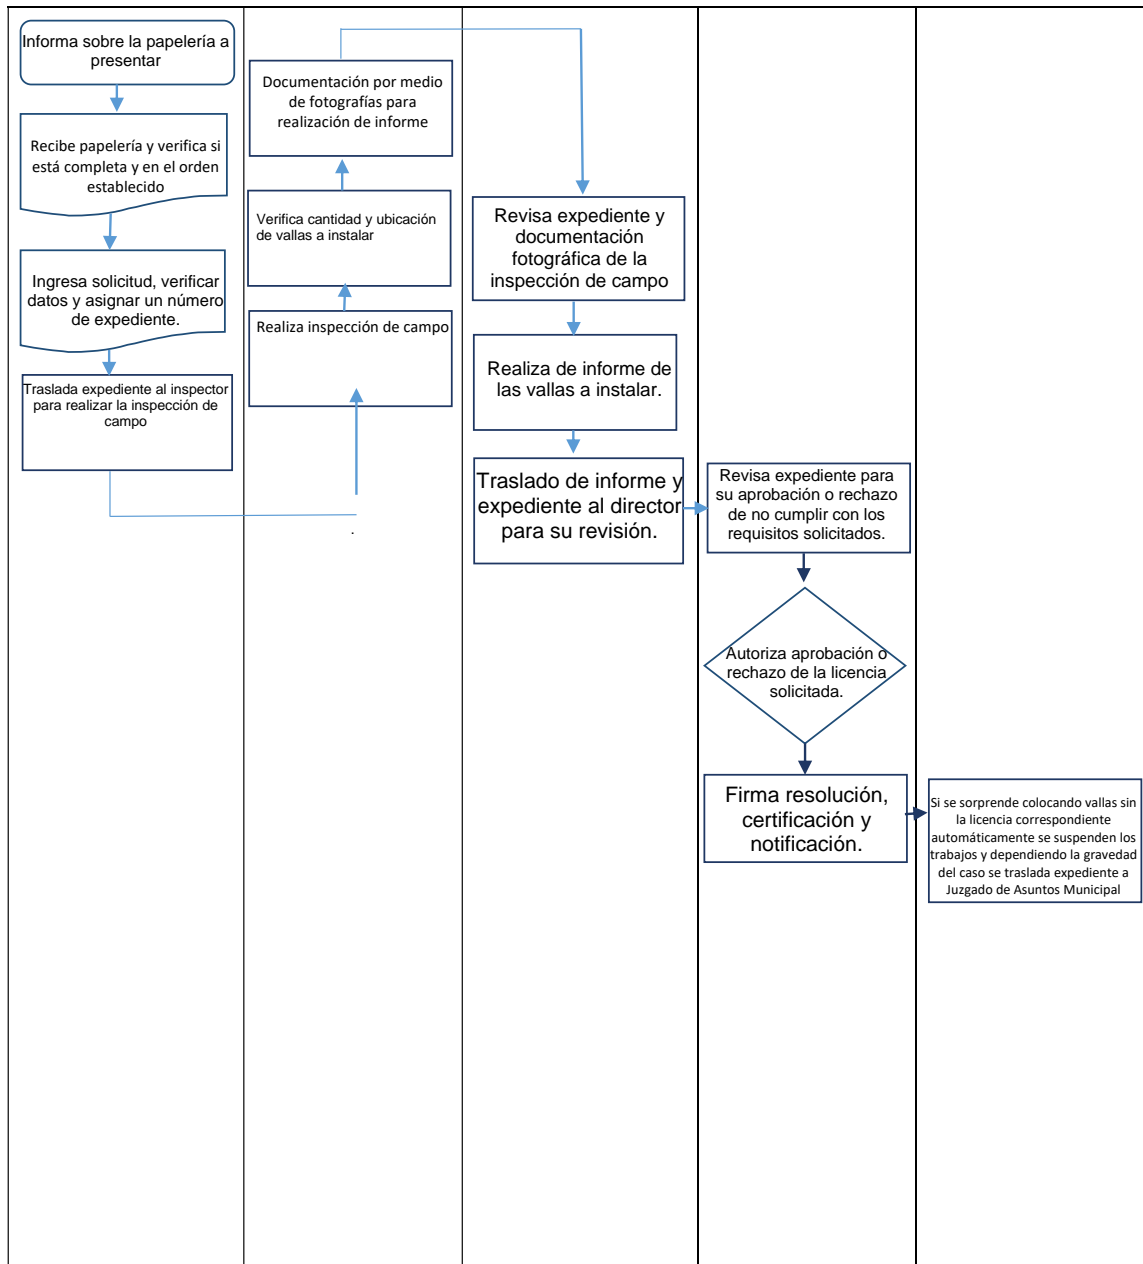 Informa sobre la papelería a
presentar
Recibe papelería y verifica si
está completa y en el orden
establecido
Ingresa solicitud, verificar
datos y asignar un número
de expediente.
Traslada expediente al inspector
para realizar la inspección de
campo
Documentación por medio
de fotografías para
realización de informe
Verifica cantidad y ubicación
de vallas a instalar
Realiza inspección de campo
.
Revisa expediente y
documentación
fotográfica de la
inspección de campo
Realiza de informe de
las vallas a instalar.
Traslado de informe y
expediente al director
para su revisión.
Revisa expediente para
su aprobación o rechazo
de no cumplir con los
requisitos solicitados.
Autoriza aprobación o
rechazo de la licencia
solicitada.
Firma resolución,
certificación y
notificación.
Si se sorprende colocando vallas sin
la licencia correspondiente
automáticamente se suspenden los
trabajos y dependiendo la gravedad
del caso se traslada expediente a
Juzgado de Asuntos Municipal